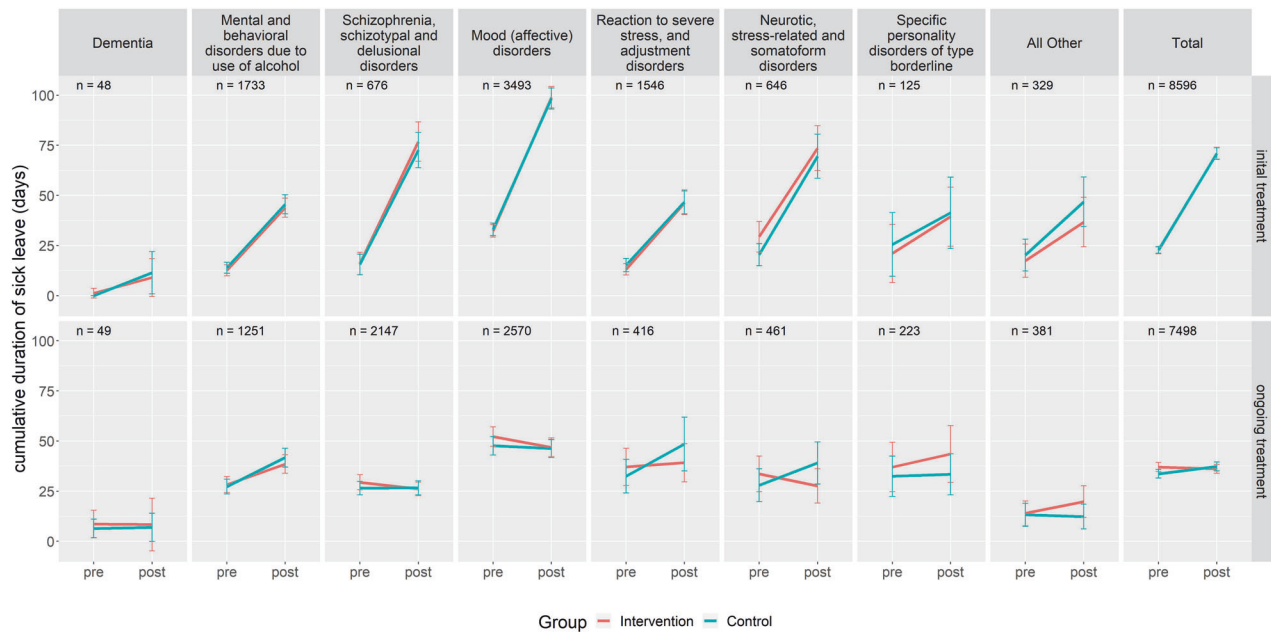 Dementia
Mental and
behavioral
disorders due to
use of alcohol
Schizophrenia,
schizotypal and
delusional
disorders
Mood (affective)
disorders
Reaction to severe
stress, and
adjustment
disorders
Neurotic,
stress-related and
somatoform
disorders
Specific
personality
disorders of type
borderline
All Other
Total
cumulative duration of sick leave (days)
100
75
50
25
0
n = 48
n = 1733
n = 676
n = 3493
n = 1546
n = 646
n = 125
n = 329
n = 8596
inital treatment
100
75
50
25
0
n = 49
n = 1251
n = 2147
n = 2570
n = 416
n = 461
n = 223
n = 381
n = 7498
ongoing treatment
pre post pre post pre post pre post pre post pre post pre post pre post pre post
Group Intervention Control